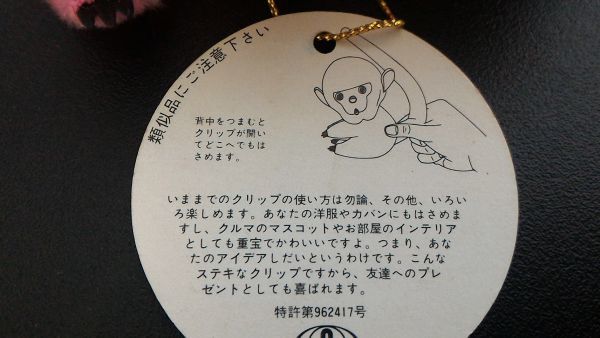 類似品にご注意下さい
背中をつまむと
クリップが開い
てどこへでもは
さめます。
いままでのクリップの使い方は勿論、その他、いろい
ろ楽しめます。あなたの洋服やカバンにもはさめま
すし、クルマのマスコットやお部屋のインテリア
としても重宝でかわいいですよ。つまり、あな
たのアイデアしだいというわけです。こんな
ステキなクリップですから、友達へのプレ
ゼントとしても喜ばれます。
特許第962417号